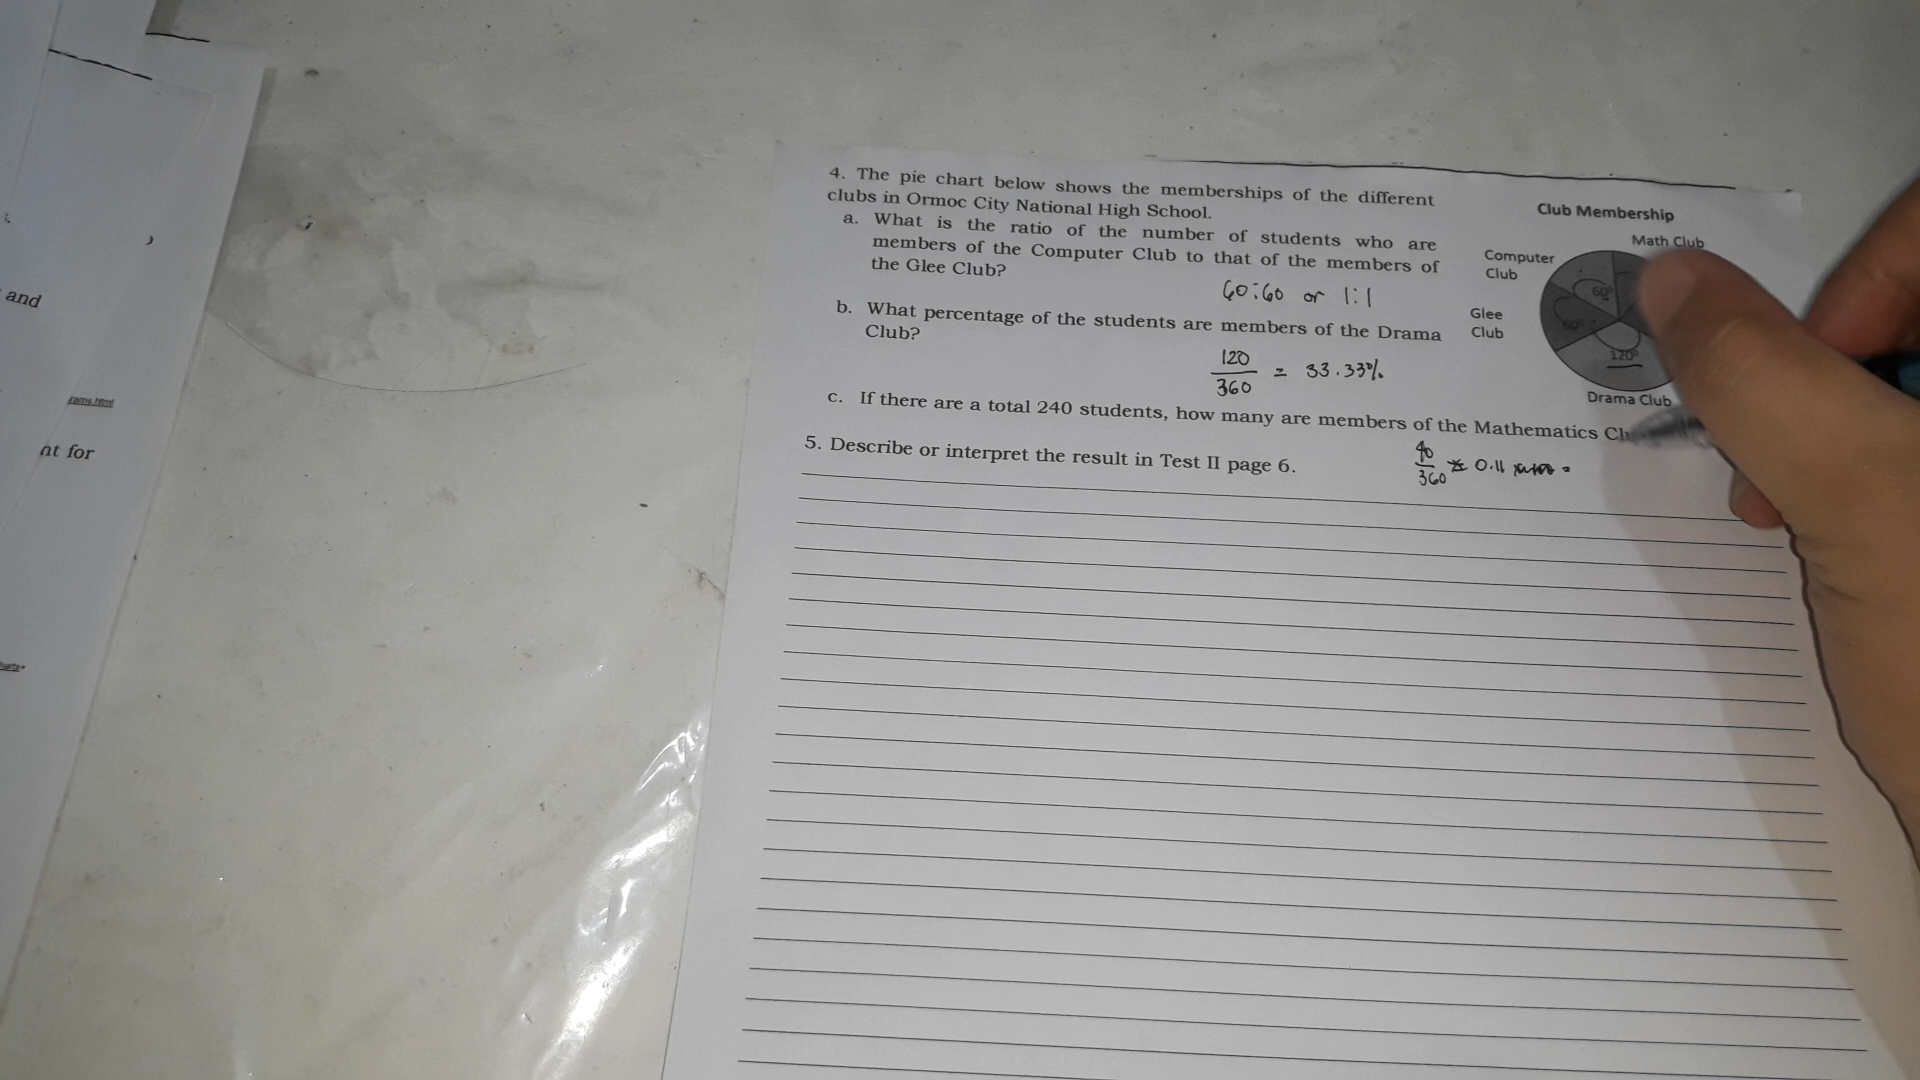 and
rams.html
nt for
4. The pie chart below shows the memberships of the different
clubs in Ormoc City National High School.
a. What is the ratio of the number of students who are
members of the Computer Club to that of the members of
the Glee Club?
60:60 or 1:1
b. What percentage of the students are members of the Drama
Club?
120
360
= 33.33%
c. If there are a total 240 students, how many are members of the Mathematics
5. Describe or interpret the result in Test II page 6.
360
0.11
Club Membership
Math Club
Computer
Club
60°
Glee
Club
60°
120°
Drama Club